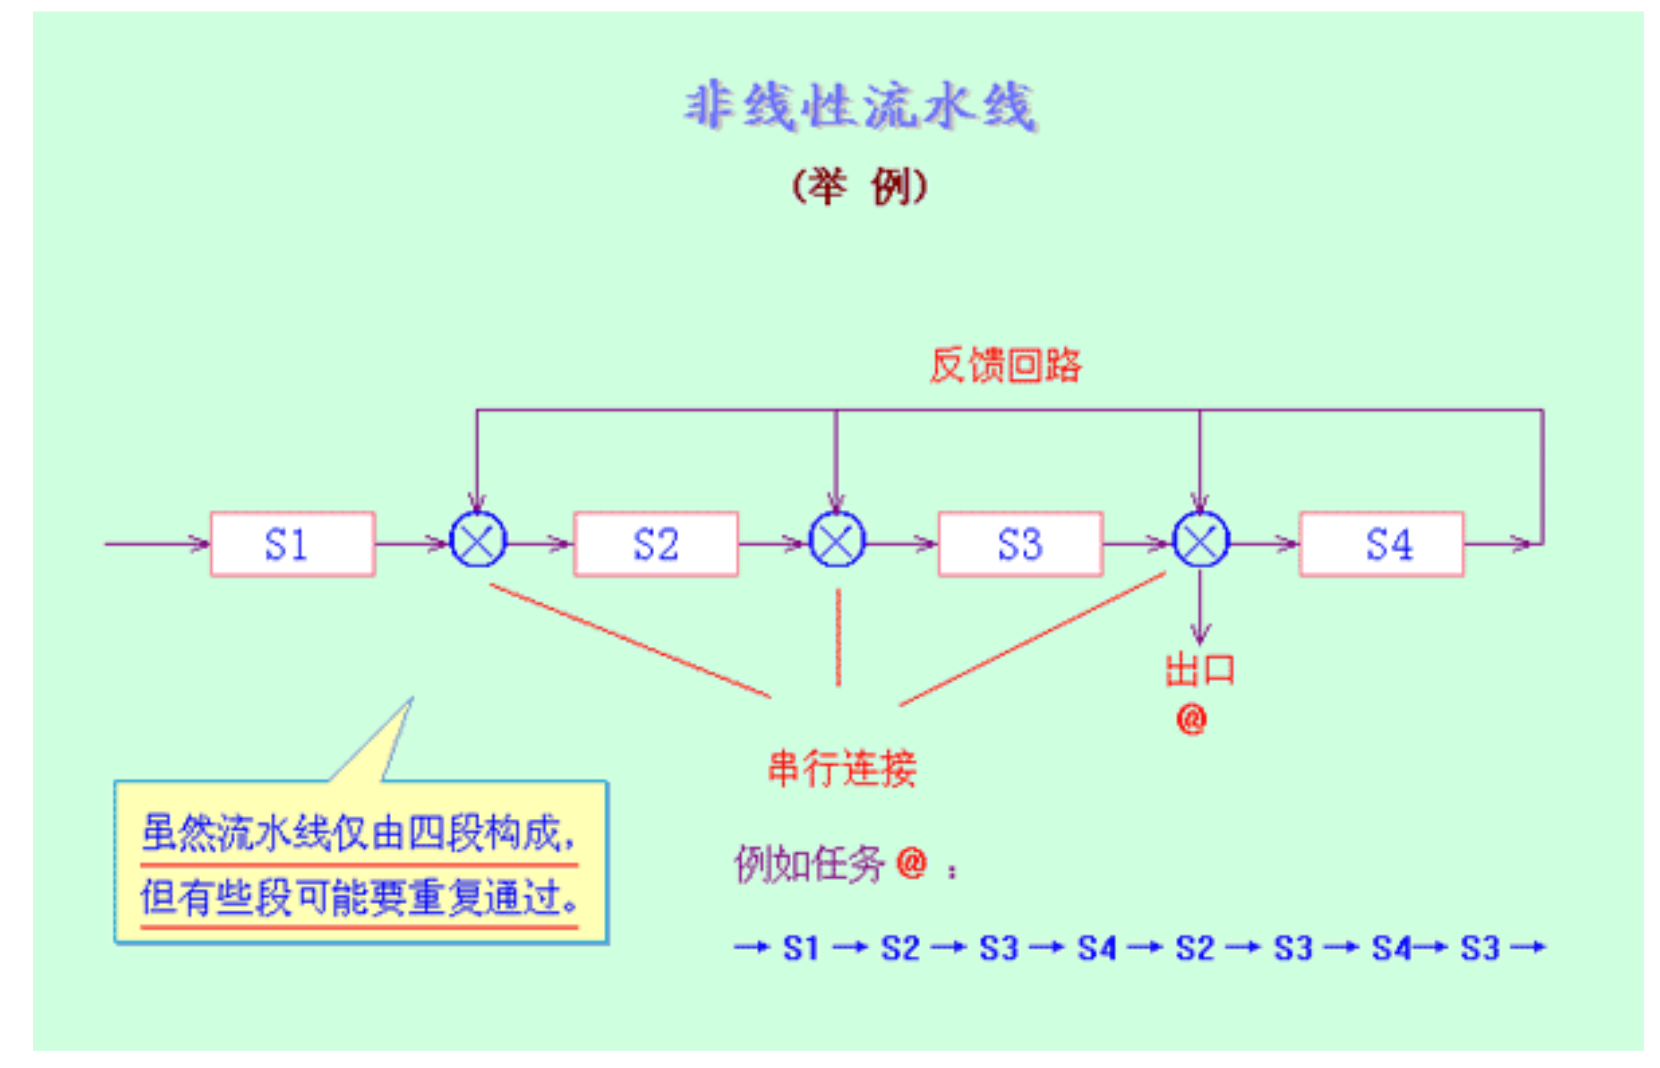 非线性流水线
(举 例)
反馈回路
S1
S2
S3
S4
出口
@
串行连接
虽然流水线仅由四段构成，
但有些段可能要重复通过。
例如任务 @ ：
→ S1 → S2 → S3 → S4 → S2 → S3 → S4→ S3 →